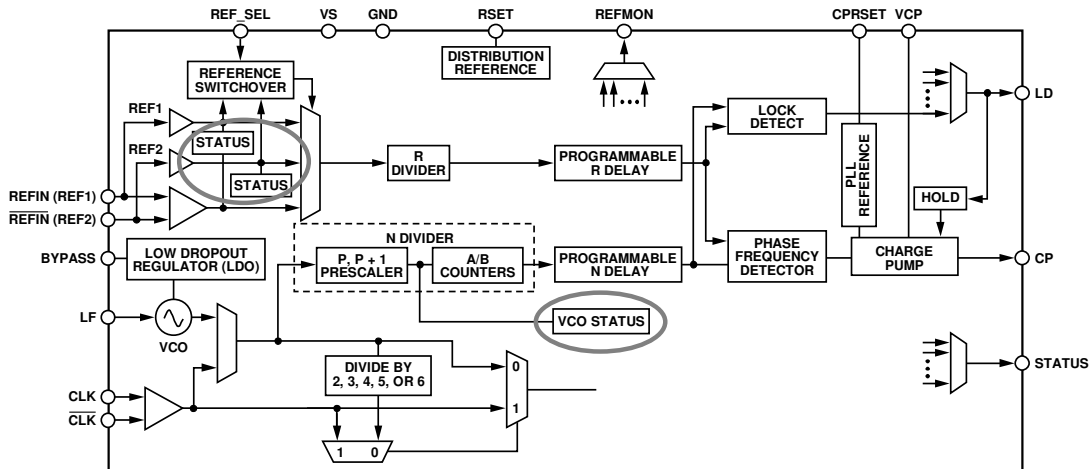 REF_SEL
VS
GND
RSET
REFMON
CPRSET
VCP
DISTRIBUTION
REFERENCE
REFERENCE
SWITCHOVER
REF1
REF2
STATUS
STATUS
LOCK
DETECT
LD
R
DIVIDER
PROGRAMMABLE
R DELAY
PLL
REFERENCE
HOLD
REFIN (REF1)
REFIN (REF2)
BYPASS
LOW DROPOUT
REGULATOR (LDO)
N DIVIDER
P, P + 1
PRESCALER
A/B
COUNTERS
PROGRAMMABLE
N DELAY
PHASE
FREQUENCY
DETECTOR
CHARGE
PUMP
CP
LF
VCO
VCO STATUS
STATUS
DIVIDE BY
2, 3, 4, 5, OR 6
0
1
CLK
CLK
1 0